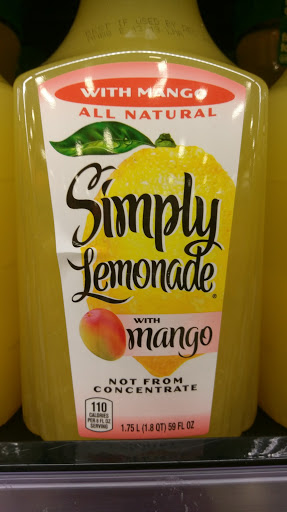 WITH MANGO
ALL NATURAL
Simply
Lemonade®
WITH
mango
NOT FROM
CONCENTRATE
110
CALORIES
PER 8 FL OZ
SERVING
1.75 L (1.8 QT) 59 FL OZ